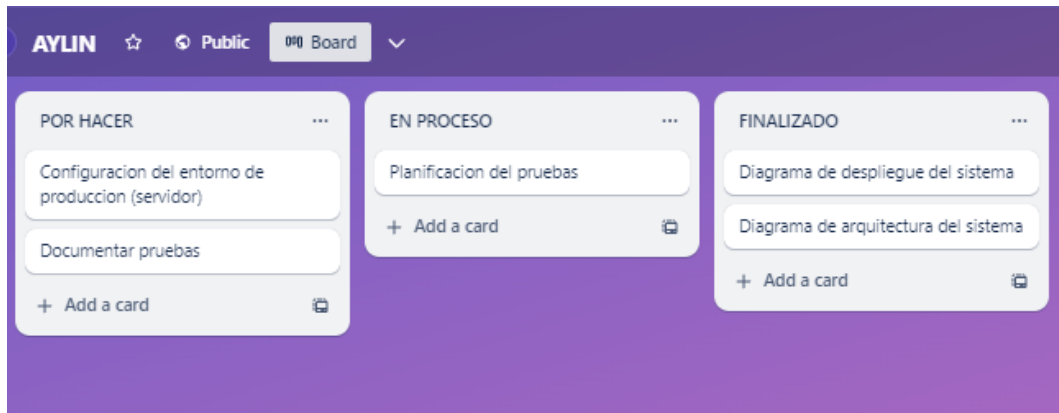 AYLIN
Public
Board
POR HACER
Configuracion del entorno de
produccion (servidor)
Documentar pruebas
+ Add a card
EN PROCESO
Planificacion del pruebas
+ Add a card
FINALIZADO
Diagrama de despliegue del sistema
Diagrama de arquitectura del sistema
+ Add a card